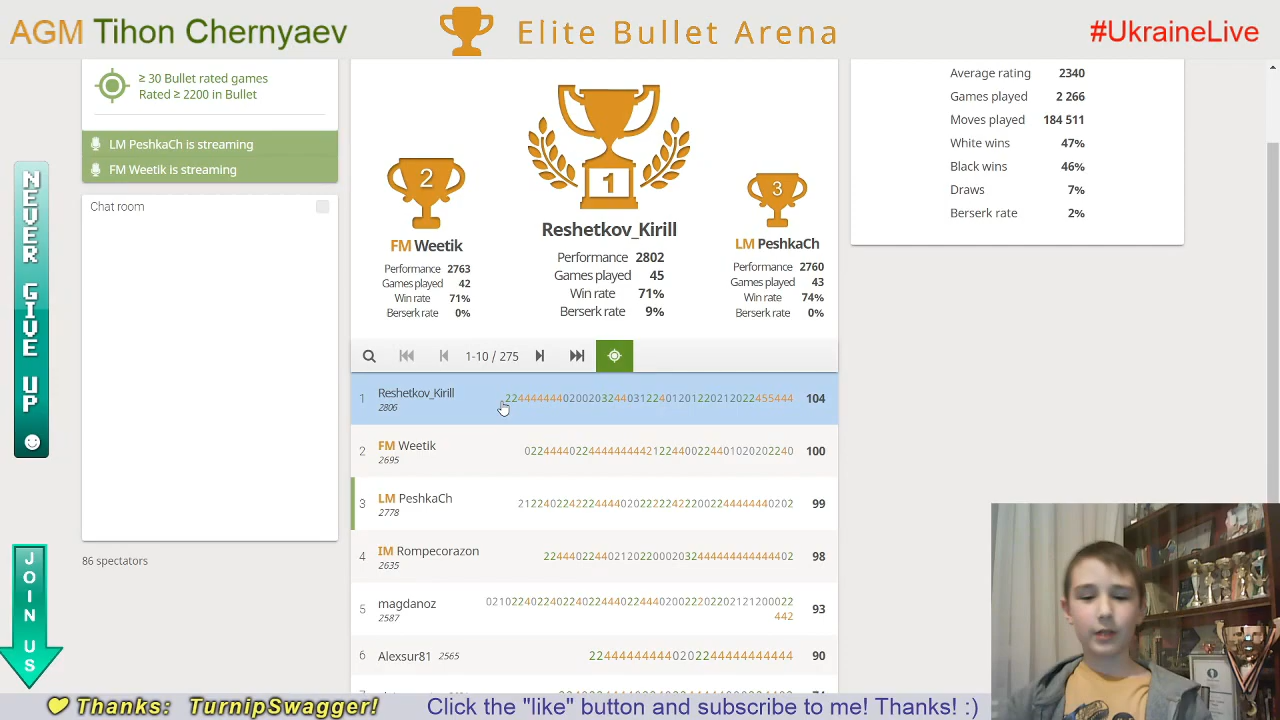 AGM Tihon Chernyaev
Elite Bullet Arena
#UkraineLive
≥ 30 Bullet rated games
Rated ≥ 2200 in Bullet
LM PeshkaCh is streaming
FM Weetik is streaming
Chat room
86 spectators
NEVER GIVE UP
JOIN US
2
FM Weetik
Performance 2763
Games played 42
Win rate 71%
Berserk rate 0%
1
Reshetkov_Kirill
Performance 2802
Games played 45
Win rate 71%
Berserk rate 9%
3
LM PeshkaCh
Performance 2760
Games played 43
Win rate 74%
Berserk rate 0%
1-10 / 275
1 Reshetkov_Kirill 2806 104
2 FM Weetik 2695 02244402244444444421224400224401020202240 100
3 LM PeshkaCh 2778 99
4 IM Rompecorazon 2635 98
5 magdanoz 2587 93
442
6 Alexsur81 2565 90
Average rating 2340
Games played 2 266
Moves played 184 511
White wins 47%
Black wins 46%
Draws 7%
Berserk rate 2%
Thanks: TurnipSwagger!
Click the "like" button and subscribe to me! Thanks! :)